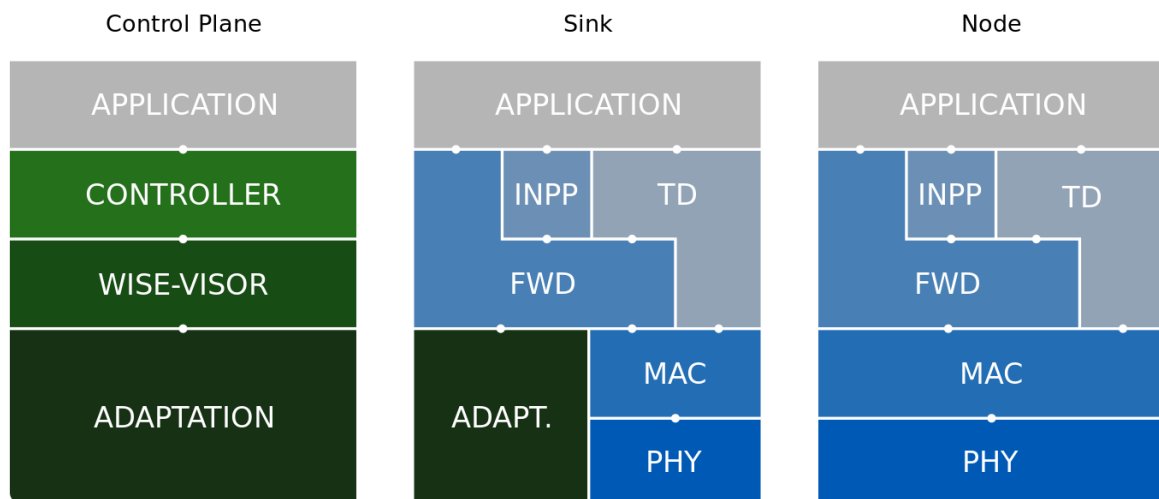 Control Plane
APPLICATION
CONTROLLER
WISE-VISOR
ADAPTATION
Sink
APPLICATION
INPP
TD
FWD
MAC
ADAPT.
PHY
Node
APPLICATION
INPP
TD
FWD
MAC
PHY